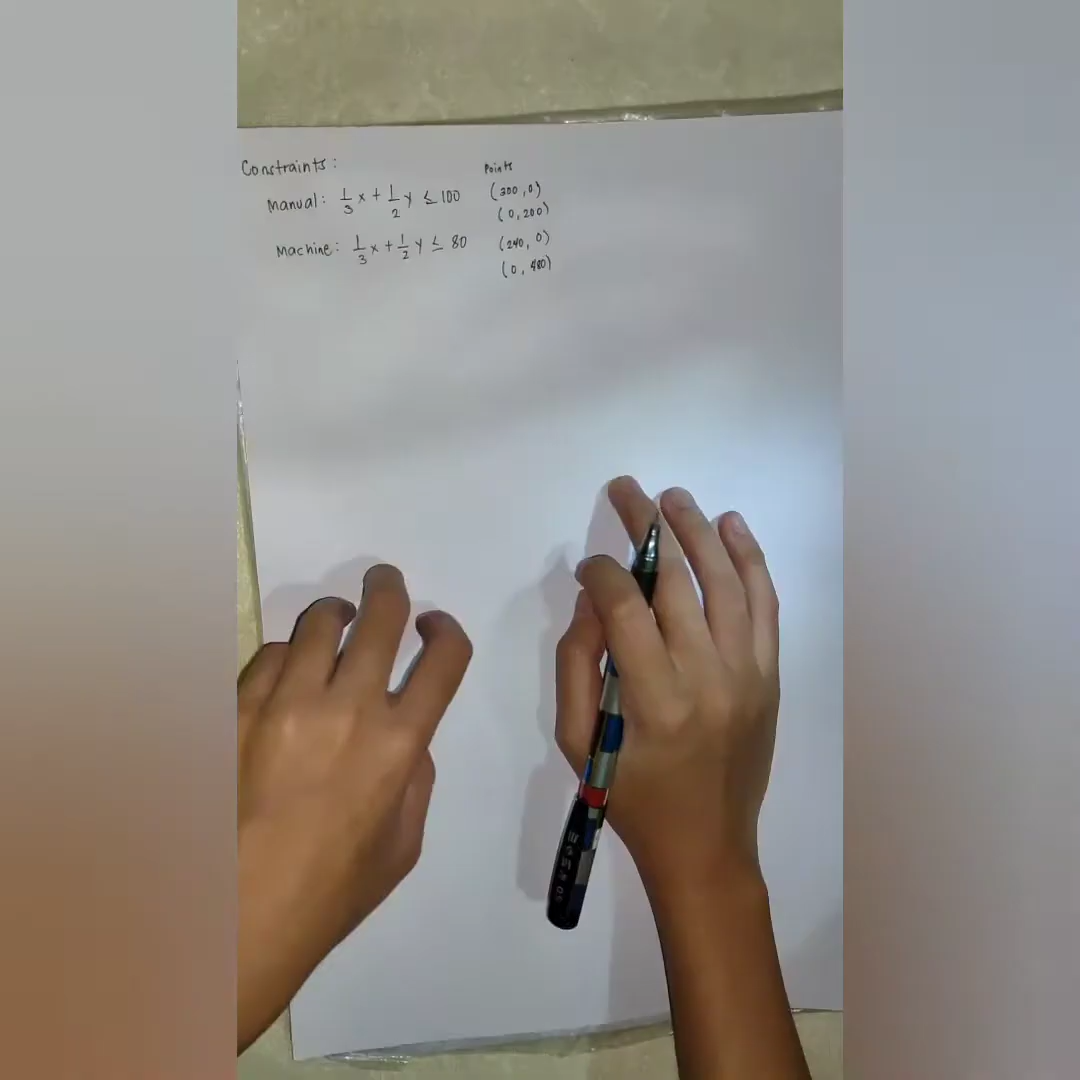 Constraints:
Points
Manual: 1/3 x + 1/2 y ≤ 100
(300, 0)
(0, 200)
Machine: 1/3 x + 1/2 y ≤ 80
(240, 0)
(0, 480)